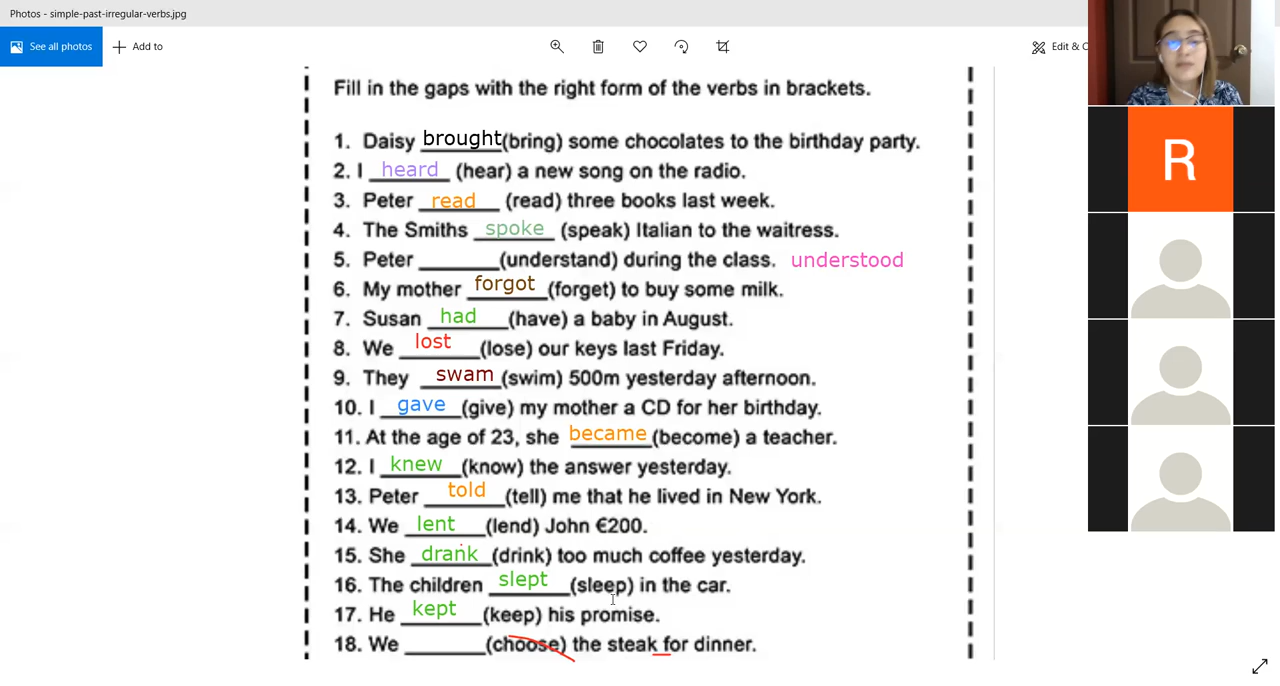 Photos - simple-past-irregular-verbs.jpg
See all photos
Add to
Edit & C
Fill in the gaps with the right form of the verbs in brackets.
1. Daisy brought(bring) some chocolates to the birthday party.
2. I heard (hear) a new song on the radio.
3. Peter read (read) three books last week.
4. The Smiths spoke (speak) Italian to the waitress.
5. Peter ________(understand) during the class. understood
6. My mother forgot (forget) to buy some milk.
7. Susan had (have) a baby in August.
8. We lost (lose) our keys last Friday.
9. They swam (swim) 500m yesterday afternoon.
10. I gave (give) my mother a CD for her birthday.
11. At the age of 23, she became (become) a teacher.
12. I knew (know) the answer yesterday.
13. Peter told (tell) me that he lived in New York.
14. We lent (lend) John €200.
15. She drank (drink) too much coffee yesterday.
16. The children slept (sleep) in the car.
17. He kept (keep) his promise.
18. We ________(choose) the steak for dinner.
R